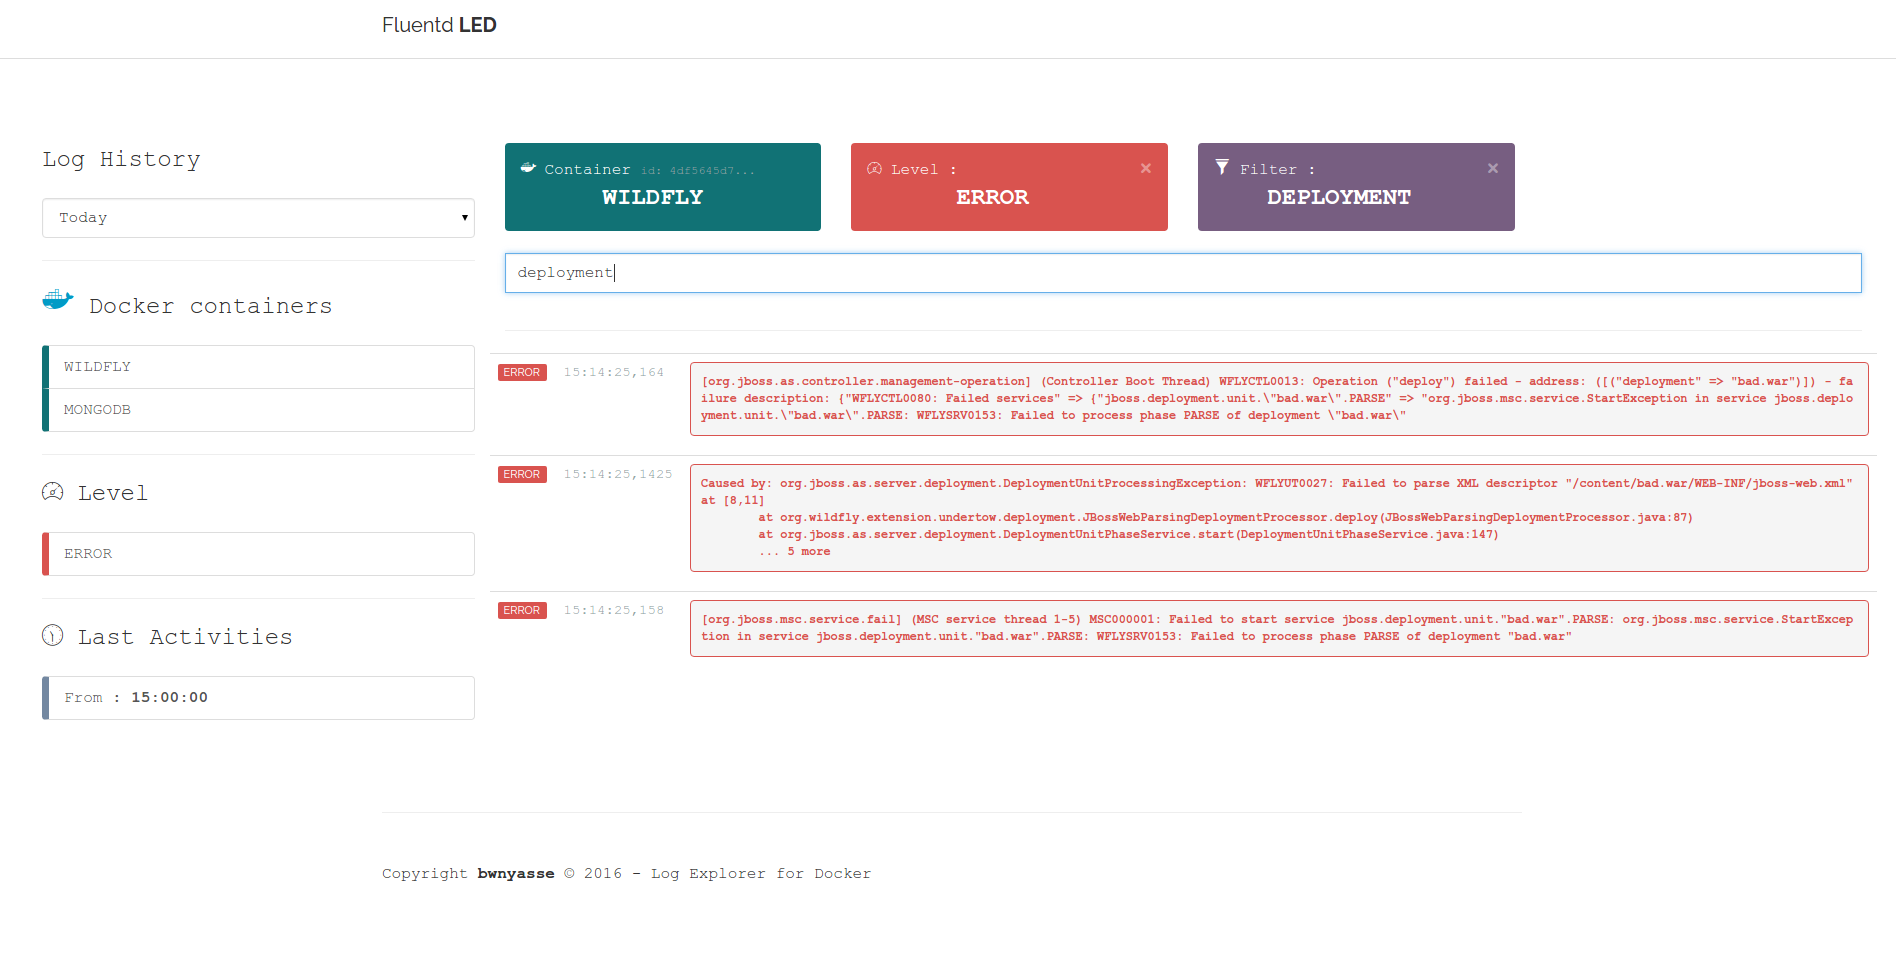 Fluentd LED
Log History
Today
Docker containers
WILDFLY
MONGODB
Level
ERROR
Last Activities
From : 15:00:00
Container id: 4df5645d7...
WILDFLY
Level :
×
ERROR
Filter :
×
DEPLOYMENT
deployment
ERROR 15:14:25,164
[org.jboss.as.controller.management-operation] (Controller Boot Thread) WFLYCTL0013: Operation ("deploy") failed - address: ([("deployment" => "bad.war")]) - fa
ilure description: {"WFLYCTL0080: Failed services" => {"jboss.deployment.unit.\"bad.war\".PARSE" => "org.jboss.msc.service.StartException in service jboss.deplo
yment.unit.\"bad.war\".PARSE: WFLYSRV0153: Failed to process phase PARSE of deployment \"bad.war\"
ERROR 15:14:25,1425
Caused by: org.jboss.as.server.deployment.DeploymentUnitProcessingException: WFLYUT0027: Failed to parse XML descriptor "/content/bad.war/WEB-INF/jboss-web.xml"
at [8,11]
at org.wildfly.extension.undertow.deployment.JBossWebParsingDeploymentProcessor.deploy(JBossWebParsingDeploymentProcessor.java:87)
at org.jboss.as.server.deployment.DeploymentUnitPhaseService.start(DeploymentUnitPhaseService.java:147)
... 5 more
ERROR 15:14:25,158
[org.jboss.msc.service.fail] (MSC service thread 1-5) MSC000001: Failed to start service jboss.deployment.unit."bad.war".PARSE: org.jboss.msc.service.StartExcep
tion in service jboss.deployment.unit."bad.war".PARSE: WFLYSRV0153: Failed to process phase PARSE of deployment "bad.war"
Copyright bwnyasse © 2016 - Log Explorer for Docker